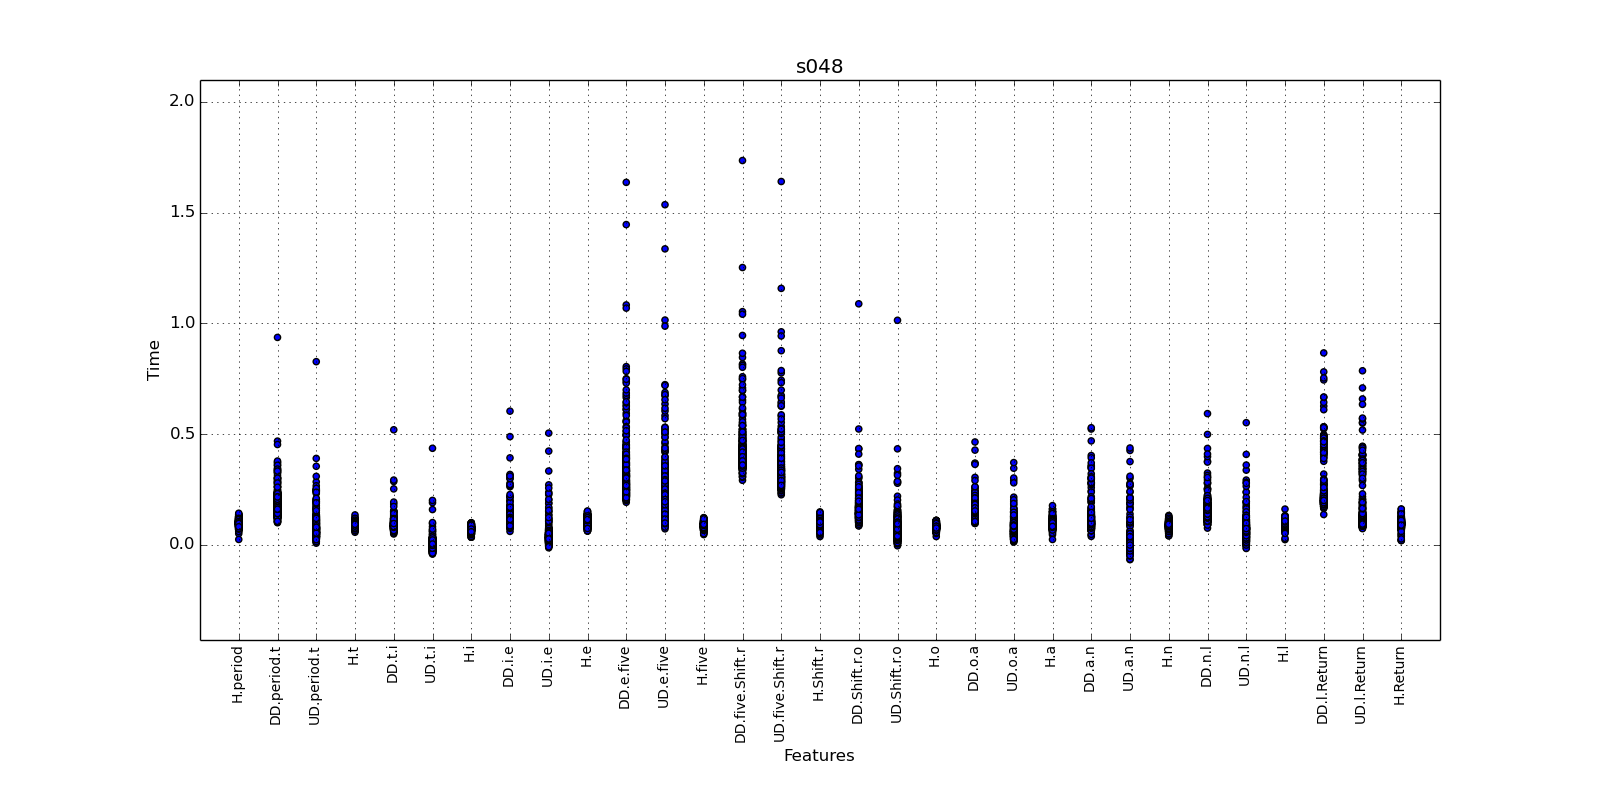 s048
2.0
1.5
1.0
0.5
0.0
Time
H.period
DD.period.t
UD.period.t
H.t
DD.t.i
UD.t.i
H.i
DD.i.e
UD.i.e
H.e
DD.e.five
UD.e.five
H.five
DD.five.Shift.r
UD.five.Shift.r
H.Shift.r
DD.Shift.r.o
UD.Shift.r.o
H.o
DD.o.a
UD.o.a
H.a
DD.a.n
UD.a.n
H.n
DD.n.l
UD.n.l
H.l
DD.l.Return
UD.l.Return
H.Return
Features